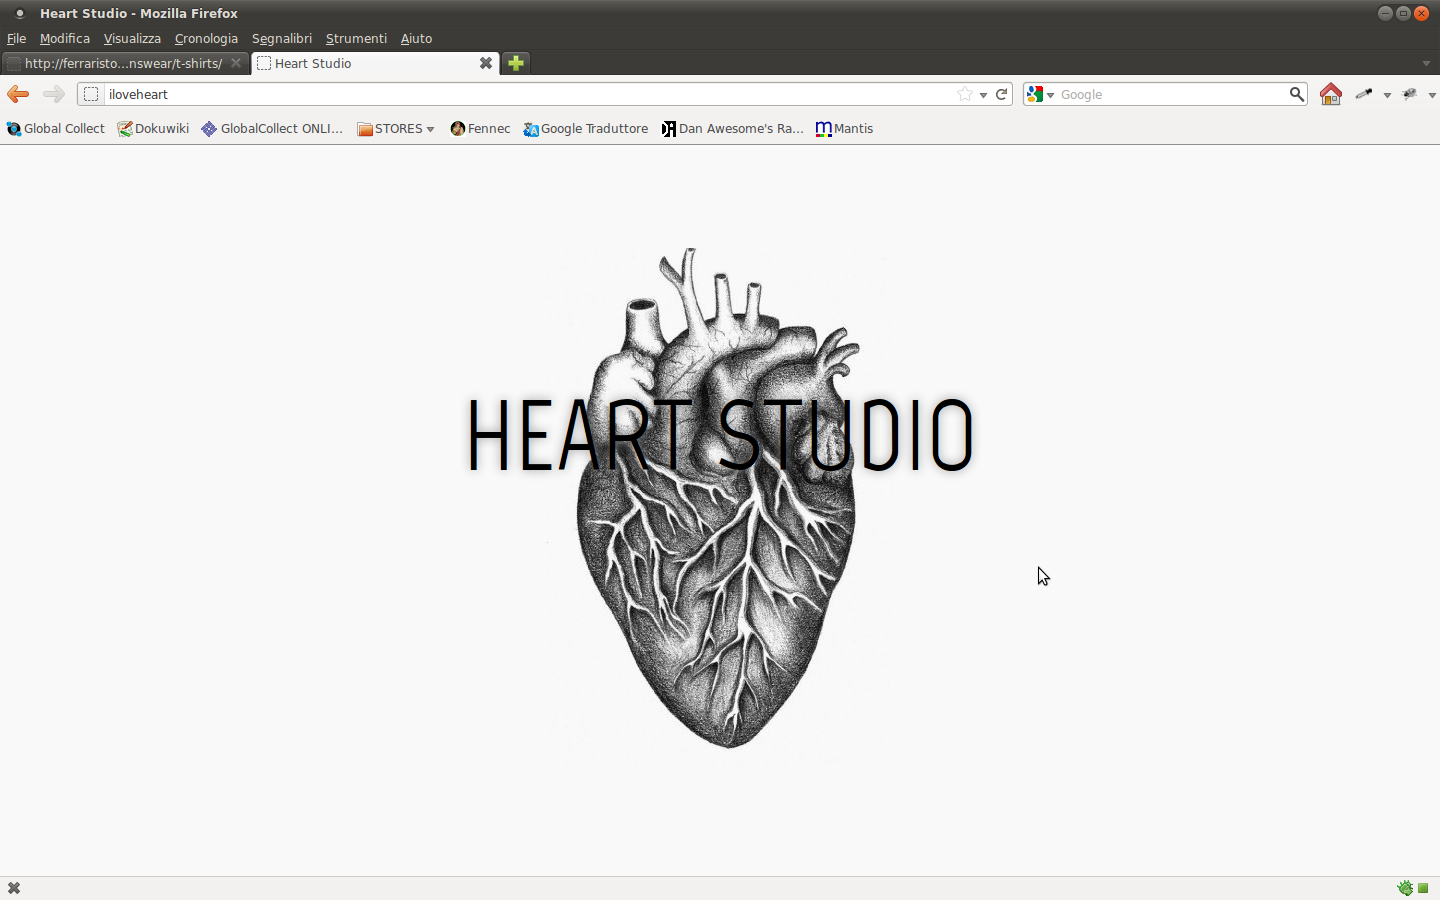 Heart Studio - Mozilla Firefox
File Modifica Visualizza Cronologia Segnalibri Strumenti Aiuto
http://ferraristo...nswear/t-shirts/ Heart Studio
iloveheart Google
Global Collect Dokuwiki GlobalCollect ONLI... STORES Fennec Google Traduttore Dan Awesome's Ra... Mantis
HEART STUDIO